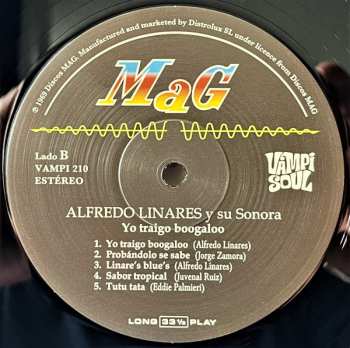 ℗ 1969 Discos MAG. Manufactured and marketed by Distrolux SL under licence from Discos MAG
MaG
Lado B
VAMPI 210
ESTÉREO
VAMPI
SOUL
ALFREDO LINARES y su Sonora
Yo traigo boogaloo
1. Yo traigo boogaloo (Alfredo Linares)
2. Probándolo se sabe (Jorge Zamora)
3. Linare's blue's (Alfredo Linares)
4. Sabor tropical (Juvenal Ruiz)
5. Tutu tata (Eddie Palmieri)
LONG 33 1/3 PLAY